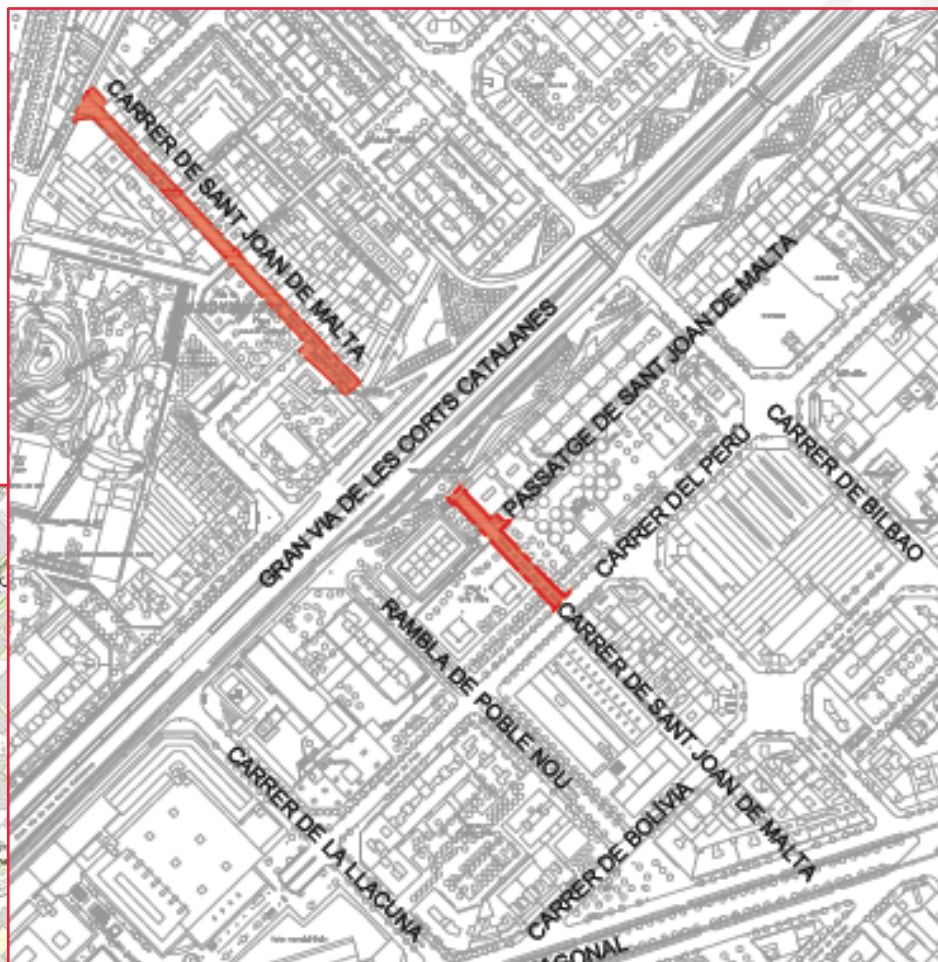 CARRER DE SANT JOAN DE MALTA
PASSATGE DE SANT JOAN DE MALTA
GRAN VIA DE LES CORTS CATALANES
CARRER DEL PERÚ
CARRER DE BILBAO
RAMBLA DE POBLE NOU
CARRER DE SANT JOAN DE MALTA
CARRER DE LA LLACUNA
CARRER DE BOLÍVIA
AGONAL